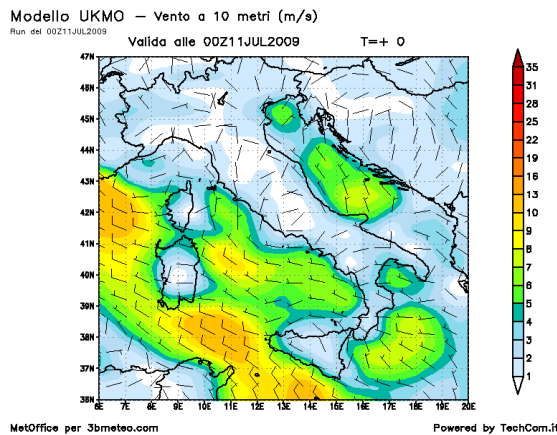 Modello UKMO – Vento a 10 metri (m/s)
Run del 00Z11JUL2009
Valida alle 00Z11JUL2009 T=+ 0
47N
46N
45N
44N
43N
42N
41N
40N
39N
38N
37N
36N
6E 7E 8E 9E 10E 11E 12E 13E 14E 15E 16E 17E 18E 19E 20E
35
31
28
25
22
19
16
13
10
9
8
7
6
5
4
3
2
1
MetOffice per 3bmeteo.com Powered by TechCom.it